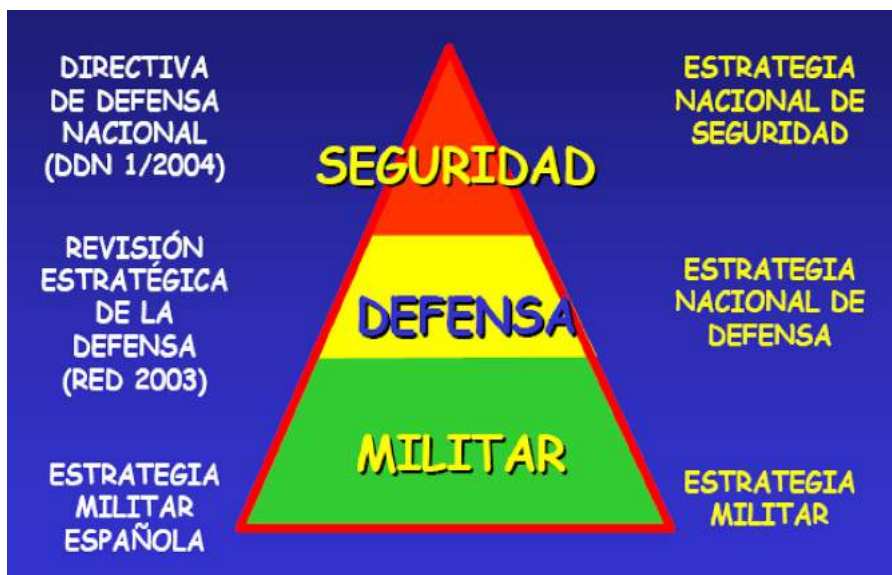 DIRECTIVA
DE DEFENSA
NACIONAL
(DDN 1/2004)
SEGURIDAD
ESTRATEGIA
NACIONAL DE
SEGURIDAD
REVISIÓN
ESTRATÉGICA
DE LA
DEFENSA
(RED 2003)
DEFENSA
ESTRATEGIA
NACIONAL DE
DEFENSA
ESTRATEGIA
MILITAR
ESPAÑOLA
MILITAR
ESTRATEGIA
MILITAR